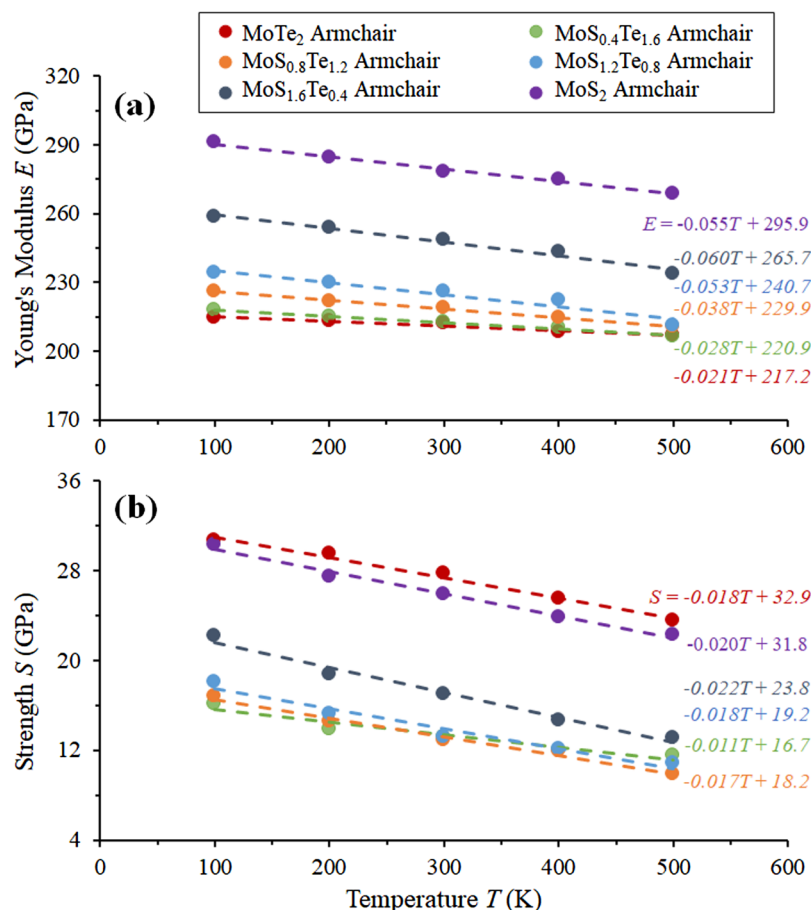 MoTe2 Armchair MoS0.4Te1.6 Armchair
MoS0.8Te1.2 Armchair MoS1.2Te0.8 Armchair
MoS1.6Te0.4 Armchair MoS2 Armchair
(a)
Young's Modulus E (GPa)
320
290
260
230
200
170
E = -0.055T + 295.9
-0.060T + 265.7
-0.053T + 240.7
-0.038T + 229.9
-0.028T + 220.9
-0.021T + 217.2
0 100 200 300 400 500 600
(b)
Strength S (GPa)
36
28
20
12
4
S = -0.018T + 32.9
-0.020T + 31.8
-0.022T + 23.8
-0.018T + 19.2
-0.011T + 16.7
-0.017T + 18.2
0 100 200 300 400 500 600
Temperature T (K)